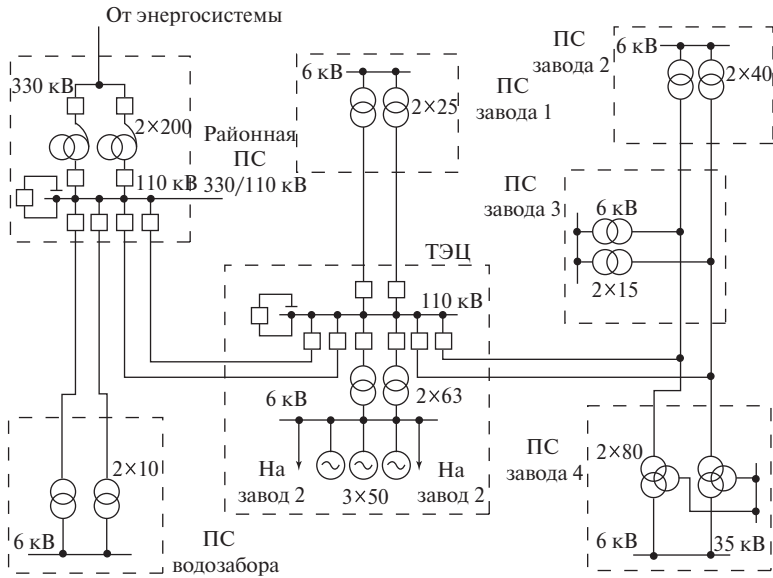 От энергосистемы
330 кВ
2×200
Районная
ПС
330/110 кВ
110 кВ
6 кВ
2×25
ПС
завода 1
ПС
завода 2
6 кВ
2×40
ПС
завода 3
6 кВ
2×15
ТЭЦ
110 кВ
6 кВ
2×63
На
завод 2
3×50
На
завод 2
2×10
6 кВ
ПС
водозабора
ПС
завода 4
2×80
6 кВ
35 кВ